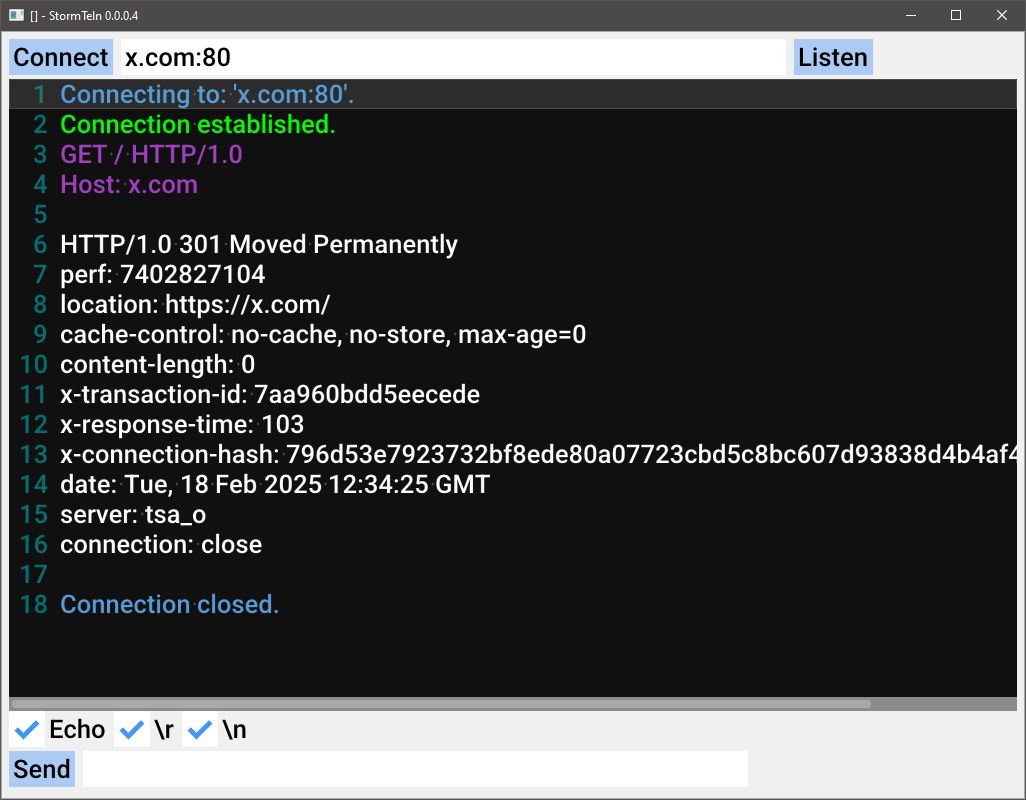 [] - StormTeln 0.0.0.4
Connect x.com:80 Listen
1 Connecting to: 'x.com:80'.
2 Connection established.
3 GET / HTTP/1.0
4 Host: x.com
5
6 HTTP/1.0 301 Moved Permanently
7 perf: 7402827104
8 location: https://x.com/
9 cache-control: no-cache, no-store, max-age=0
10 content-length: 0
11 x-transaction-id: 7aa960bdd5eecede
12 x-response-time: 103
13 x-connection-hash: 796d53e7923732bf8ede80a07723cbd5c8bc607d93838d4b4af4
14 date: Tue, 18 Feb 2025 12:34:25 GMT
15 server: tsa_o
16 connection: close
17
18 Connection closed.
Echo \r \n
Send